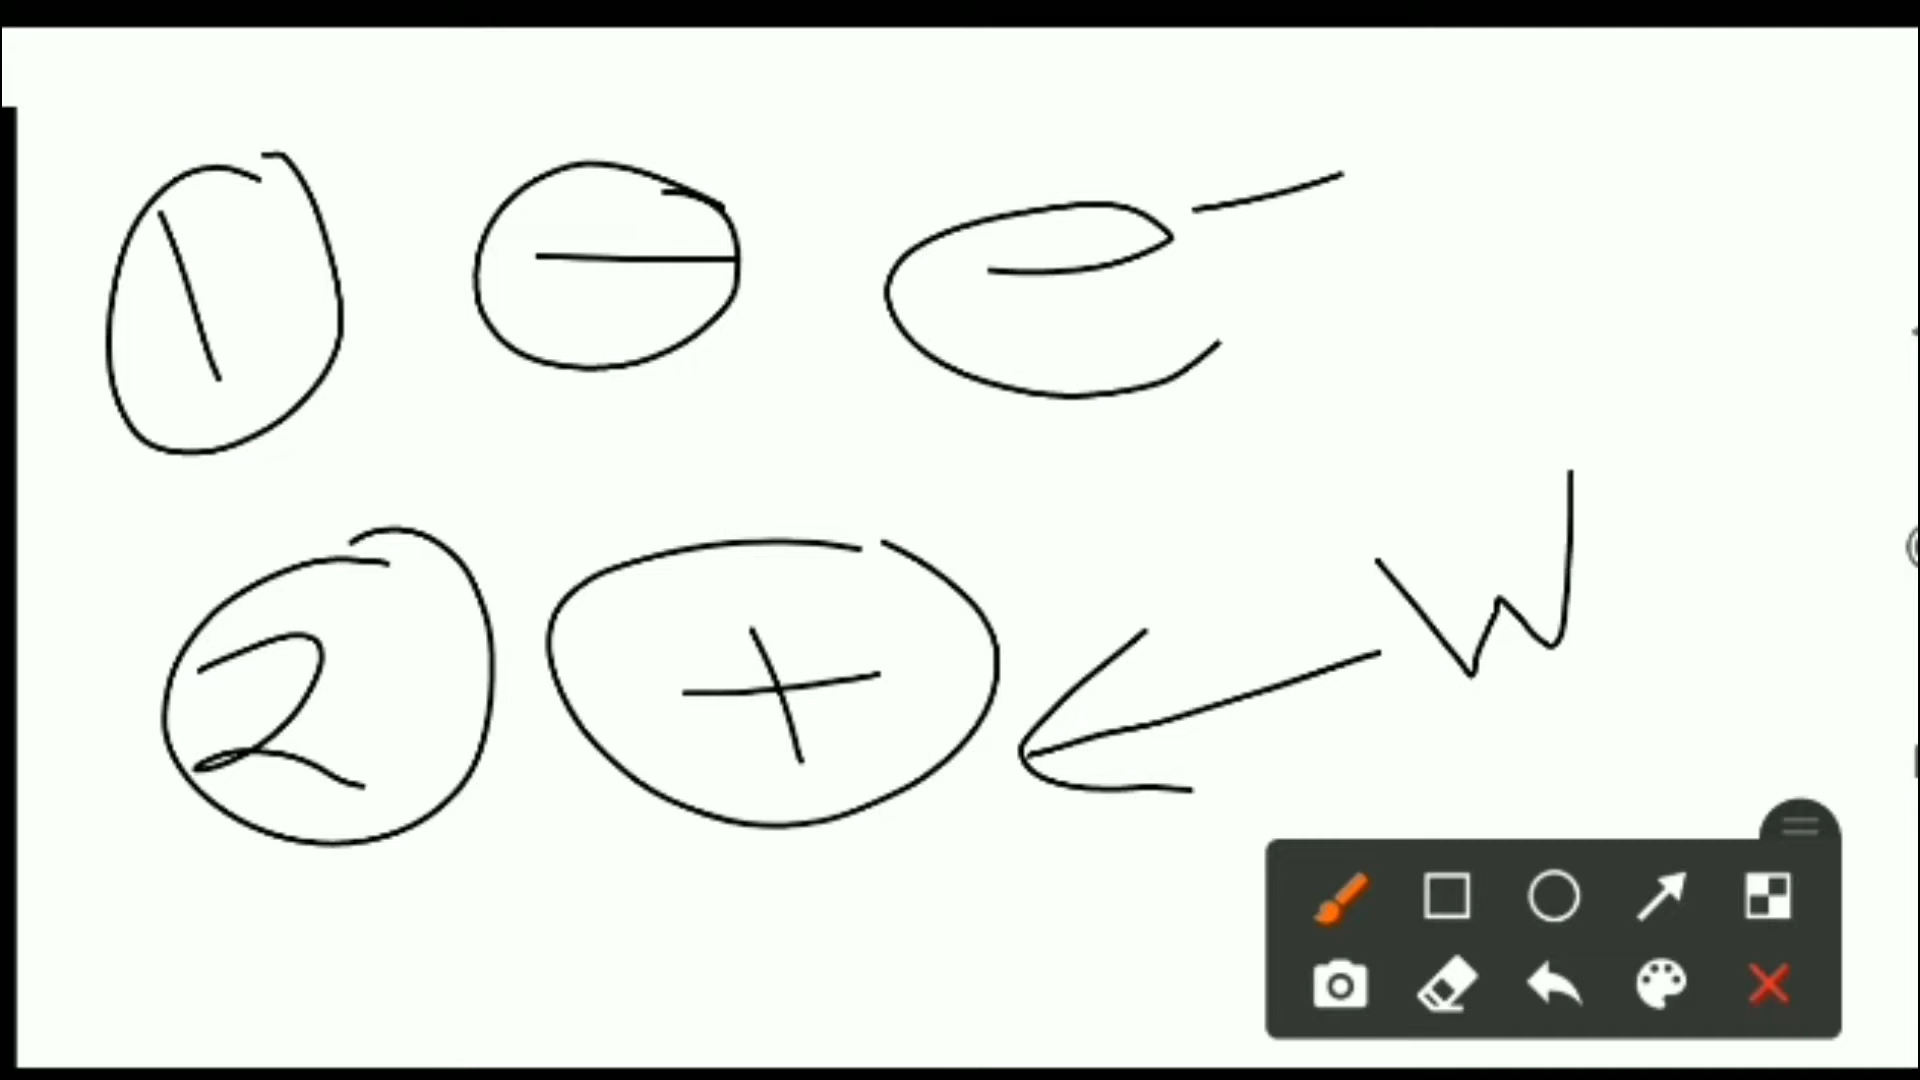 ① ⊖ e⁻
② ⊕ ← W